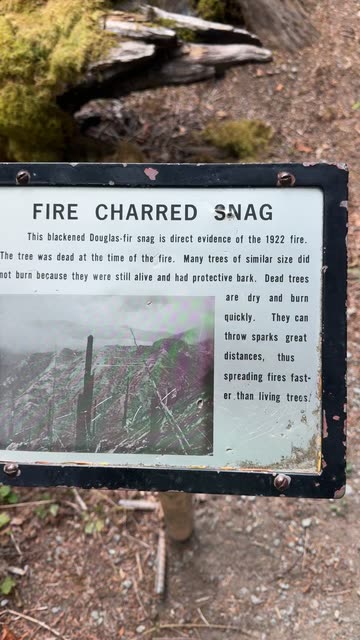 FIRE CHARRED SNAG
This blackened Douglas-fir snag is direct evidence of the 1922 fire.
The tree was dead at the time of the fire. Many trees of similar size did
not burn because they were still alive and had protective bark. Dead trees
are dry and burn
quickly. They can
throw sparks great
distances, thus
spreading fires fast-
er than living trees.